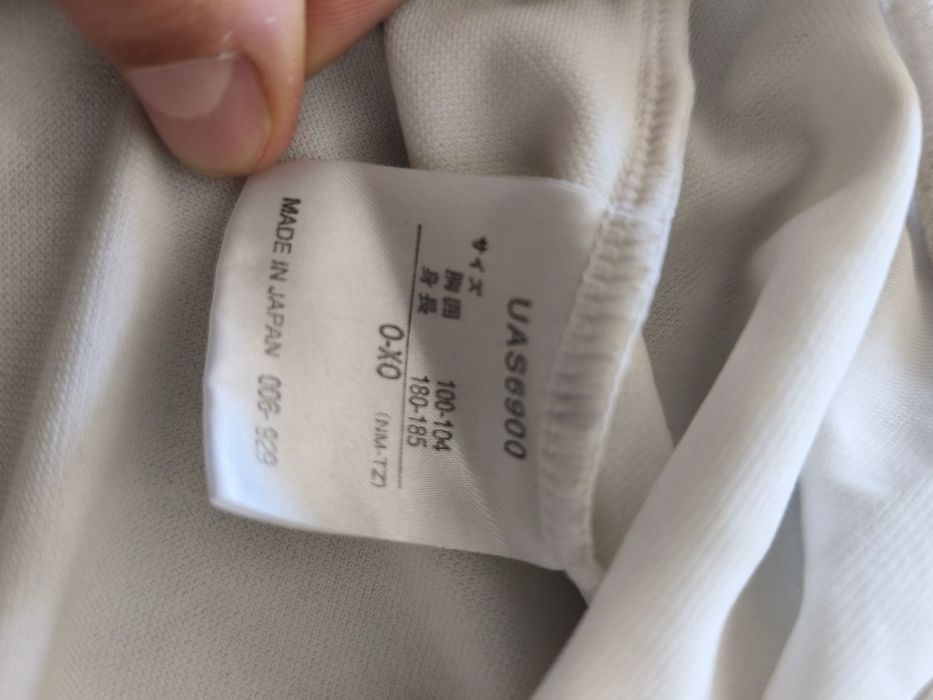 UAS6900
サイズ
胸囲 100-104
身長 180-185
O-XO (NM-TZ)
MADE IN JAPAN 006-929